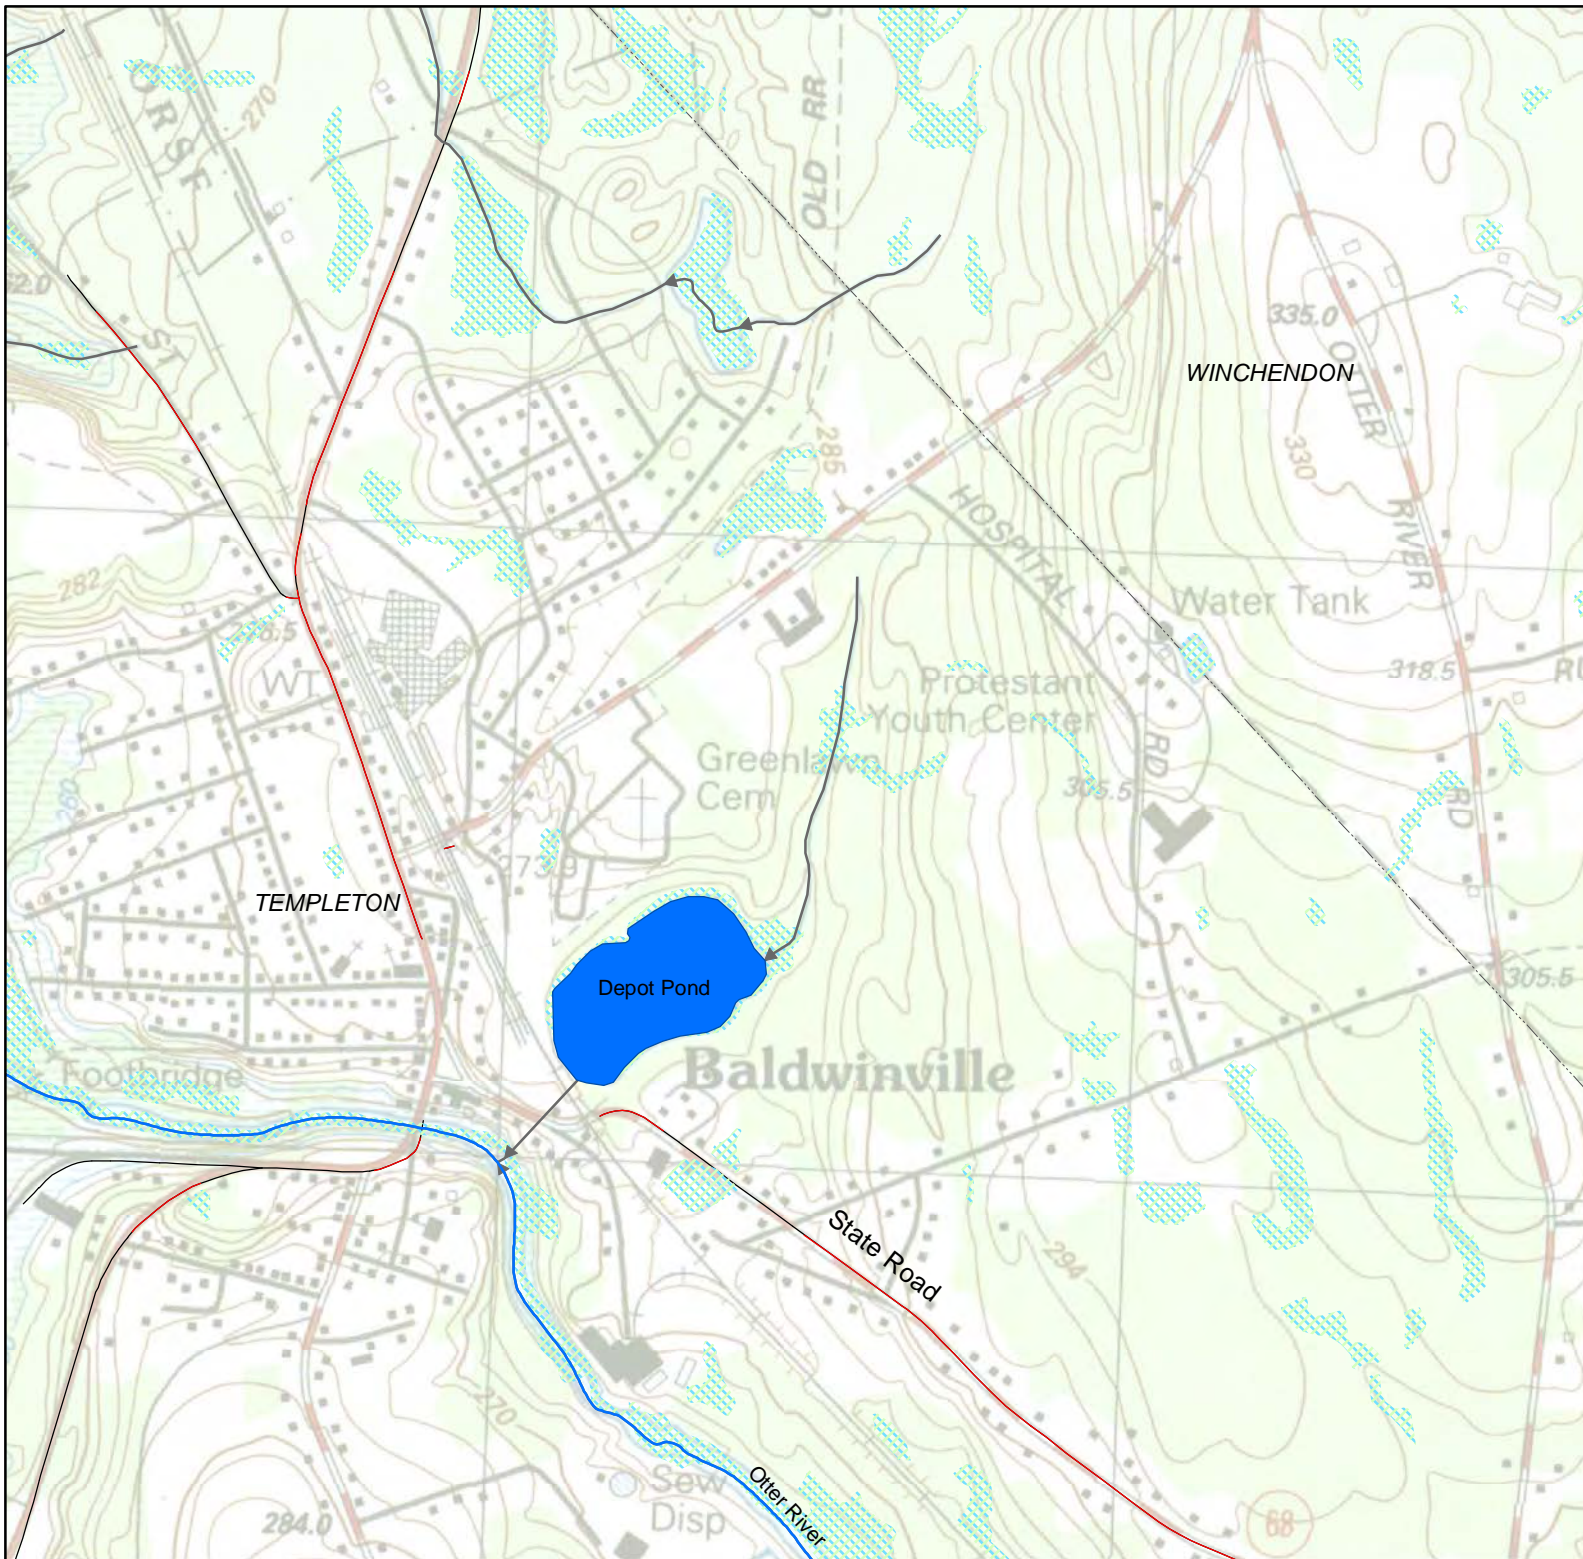 ORSE
270
OLD RR
ST
335.0
WINCHENDON
OTTER
RIVER
RD
330
285
HOSPITAL
RD
282
Water Tank
WT
318.5
Protestant
Youth Center
Greenlawn
Cem
305.5
260
TEMPLETON
Depot Pond
305.5
Footbridge
Baldwinville
State Road
294
270
Otter River
Sew
Disp
284.0
68